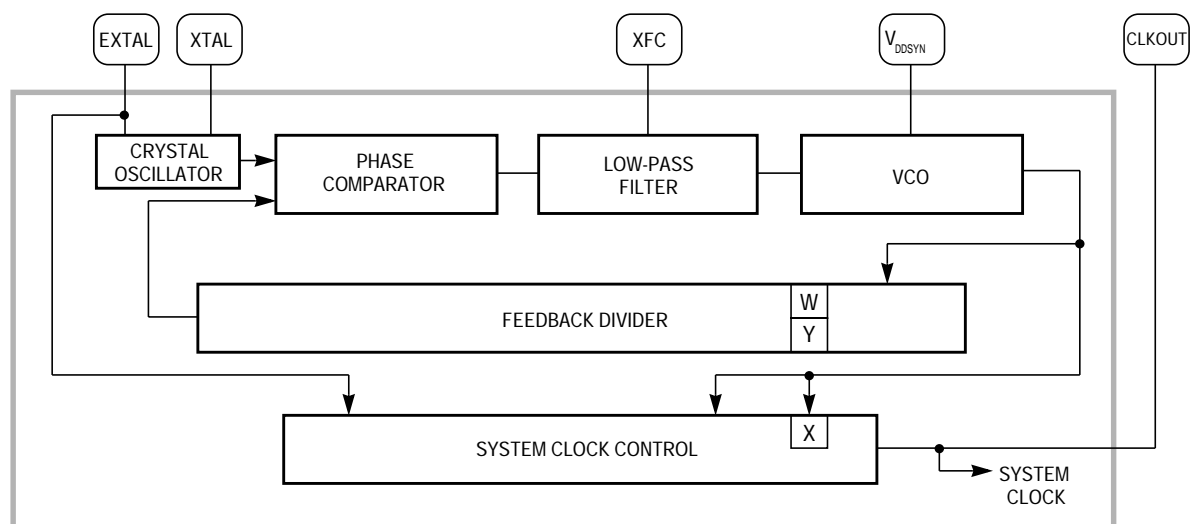 EXTAL
XTAL
XFC
VDDSYN
CLKOUT
CRYSTAL
OSCILLATOR
PHASE
COMPARATOR
LOW-PASS
FILTER
VCO
FEEDBACK DIVIDER
W
Y
SYSTEM CLOCK CONTROL
X
SYSTEM
CLOCK